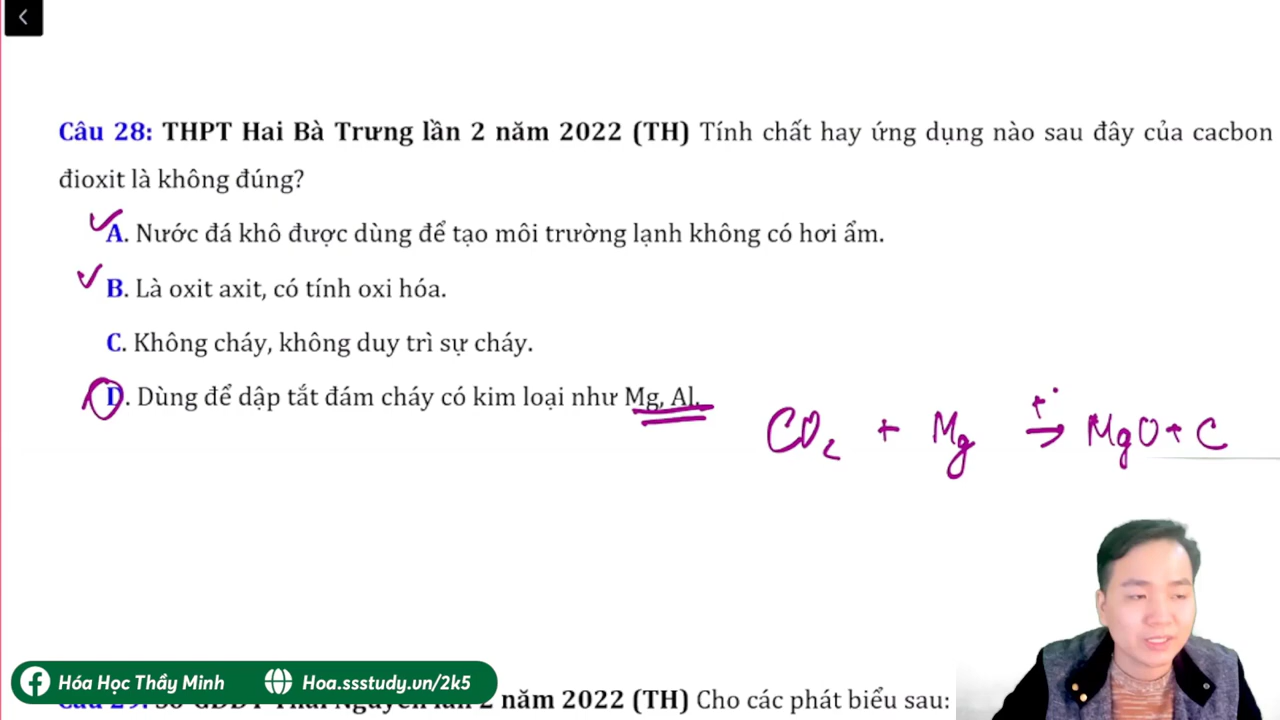 Câu 28: THPT Hai Bà Trưng lần 2 năm 2022 (TH) Tính chất hay ứng dụng nào sau đây của cacbon
đioxit là không đúng?
A. Nước đá khô được dùng để tạo môi trường lạnh không có hơi ẩm.
B. Là oxit axit, có tính oxi hóa.
C. Không cháy, không duy trì sự cháy.
D. Dùng để dập tắt đám cháy có kim loại như Mg, Al.
CO₂ + Mg t° → MgO + C
Hóa Học Thầy Minh Hoa.ssstudy.vn/2k5
2 năm 2022 (TH) Cho các phát biểu sau: